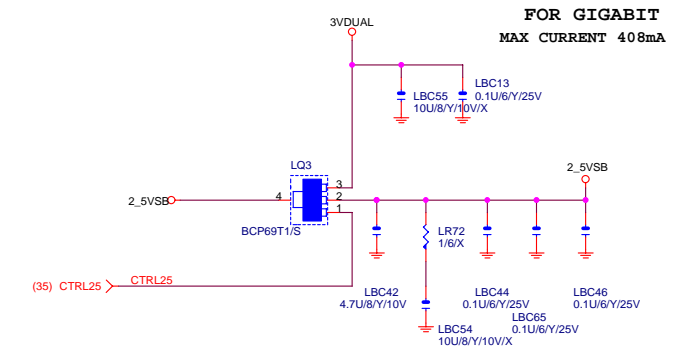 FOR GIGABIT
MAX CURRENT 408mA
3VDUAL
LBC55
10U/8/Y/10V/X
LBC13
0.1U/6/Y/25V
LQ3
3
2
1
4
2_5VSB
BCP69T1/S
2_5VSB
LR72
1/6/X
(35) CTRL25
CTRL25
LBC42
4.7U/8/Y/10V
LBC44
0.1U/6/Y/25V
LBC46
0.1U/6/Y/25V
LBC65
0.1U/6/Y/25V
LBC54
10U/8/Y/10V/X